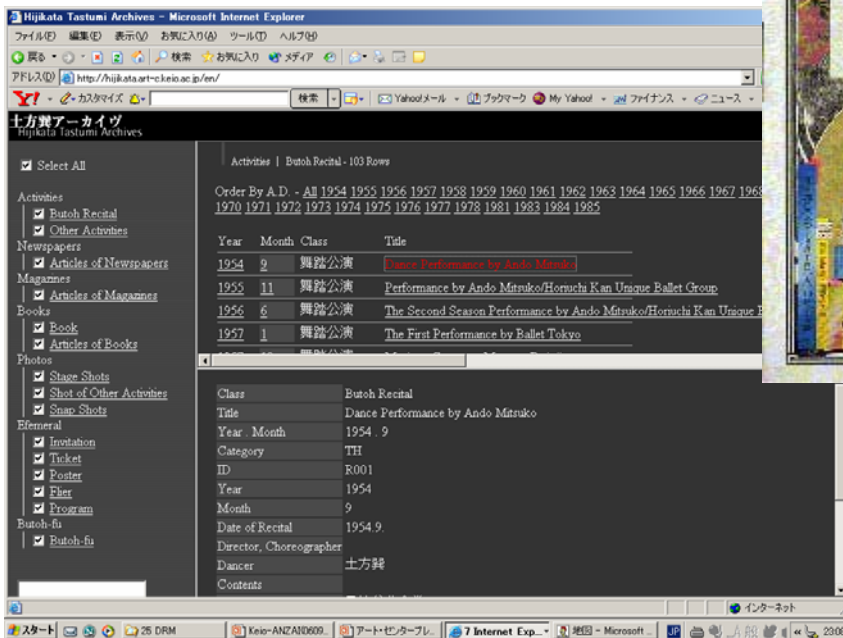 Hijikata Tastumi Archives - Microsoft Internet Explorer
ファイル(F) 編集(E) 表示(V) お気に入り(A) ツール(T) ヘルプ(H)
戻る 検索 お気に入り メディア
アドレス(D) http://hijikata.art-c.keio.ac.jp/en/
Y! カスタマイズ 検索 Yahoo!メール ブックマーク My Yahoo! ファイナンス ニュース
土方巽アーカイヴ
Hijikata Tastumi Archives
Select All
Activities
Butoh Recital
Other Activities
Newspapers
Articles of Newspapers
Magazines
Articles of Magazines
Books
Book
Articles of Books
Photos
Stage Shots
Shot of Other Activities
Snap Shots
Efemeral
Invitation
Ticket
Poster
Flier
Program
Butoh-fu
Butoh-fu
Activities | Butoh Recital - 103 Rows
Order By A.D. - All 1954 1955 1956 1957 1958 1959 1960 1961 1962 1963 1964 1965 1966 1967 1968
1970 1971 1972 1973 1974 1975 1976 1977 1978 1981 1983 1984 1985
Year Month Class Title
1954 9 舞踏公演 Dance Performance by Ando Mitsuko
1955 11 舞踏公演 Performance by Ando Mitsuko/Horiuchi Kan Unique Ballet Group
1956 6 舞踏公演 The Second Season Performance by Ando Mitsuko/Horiuchi Kan Unique
1957 1 舞踏公演 The First Performance by Ballet Tokyo
Class Butoh Recital
Title Dance Performance by Ando Mitsuko
Year . Month 1954 . 9
Category TH
ID R001
Year 1954
Month 9
Date of Recital 1954.9.
Director, Choreographer
Dancer 土方巽
Contents
インターネット
スタート 25 DRM Keio-ANZAI0609.. アート・センターフレ.. 7 Internet Exp... 地図 - Microsoft ... JP 23:00